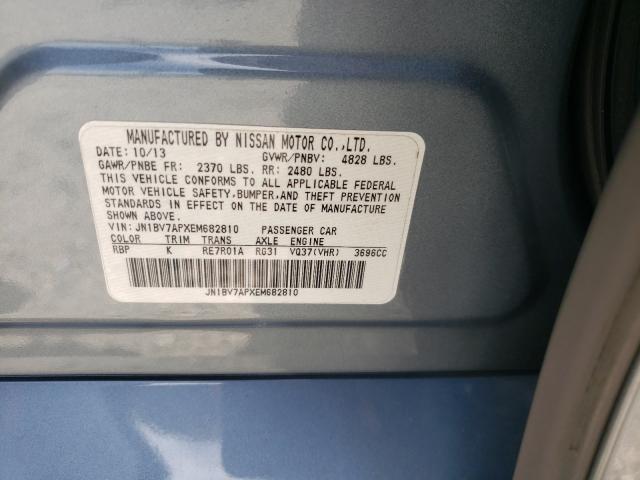 MANUFACTURED BY NISSAN MOTOR CO.,LTD.
DATE: 10/13 GVWR/PNBV: 4828 LBS.
GAWR/PNBE FR: 2370 LBS. RR: 2480 LBS.
THIS VEHICLE CONFORMS TO ALL APPLICABLE FEDERAL
MOTOR VEHICLE SAFETY,BUMPER,AND THEFT PREVENTION
STANDARDS IN EFFECT ON THE DATE OF MANUFACTURE
SHOWN ABOVE.
VIN: JN1BV7APXEM682810 PASSENGER CAR
COLOR TRIM TRANS AXLE ENGINE
RBP K RE7R01A RG31 VQ37(VHR) 3696CC
JN1BV7APXEM682810